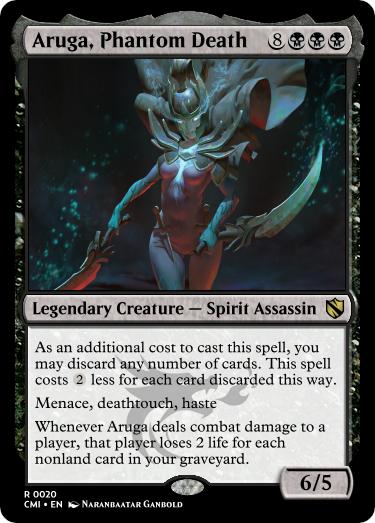 Aruga, Phantom Death 8
Legendary Creature — Spirit Assassin
As an additional cost to cast this spell, you
may discard any number of cards. This spell
costs 2 less for each card discarded this way.
Menace, deathtouch, haste
Whenever Aruga deals combat damage to a
player, that player loses 2 life for each
nonland card in your graveyard.
6/5
R 0020
CMI • EN Naranbaatar Ganbold